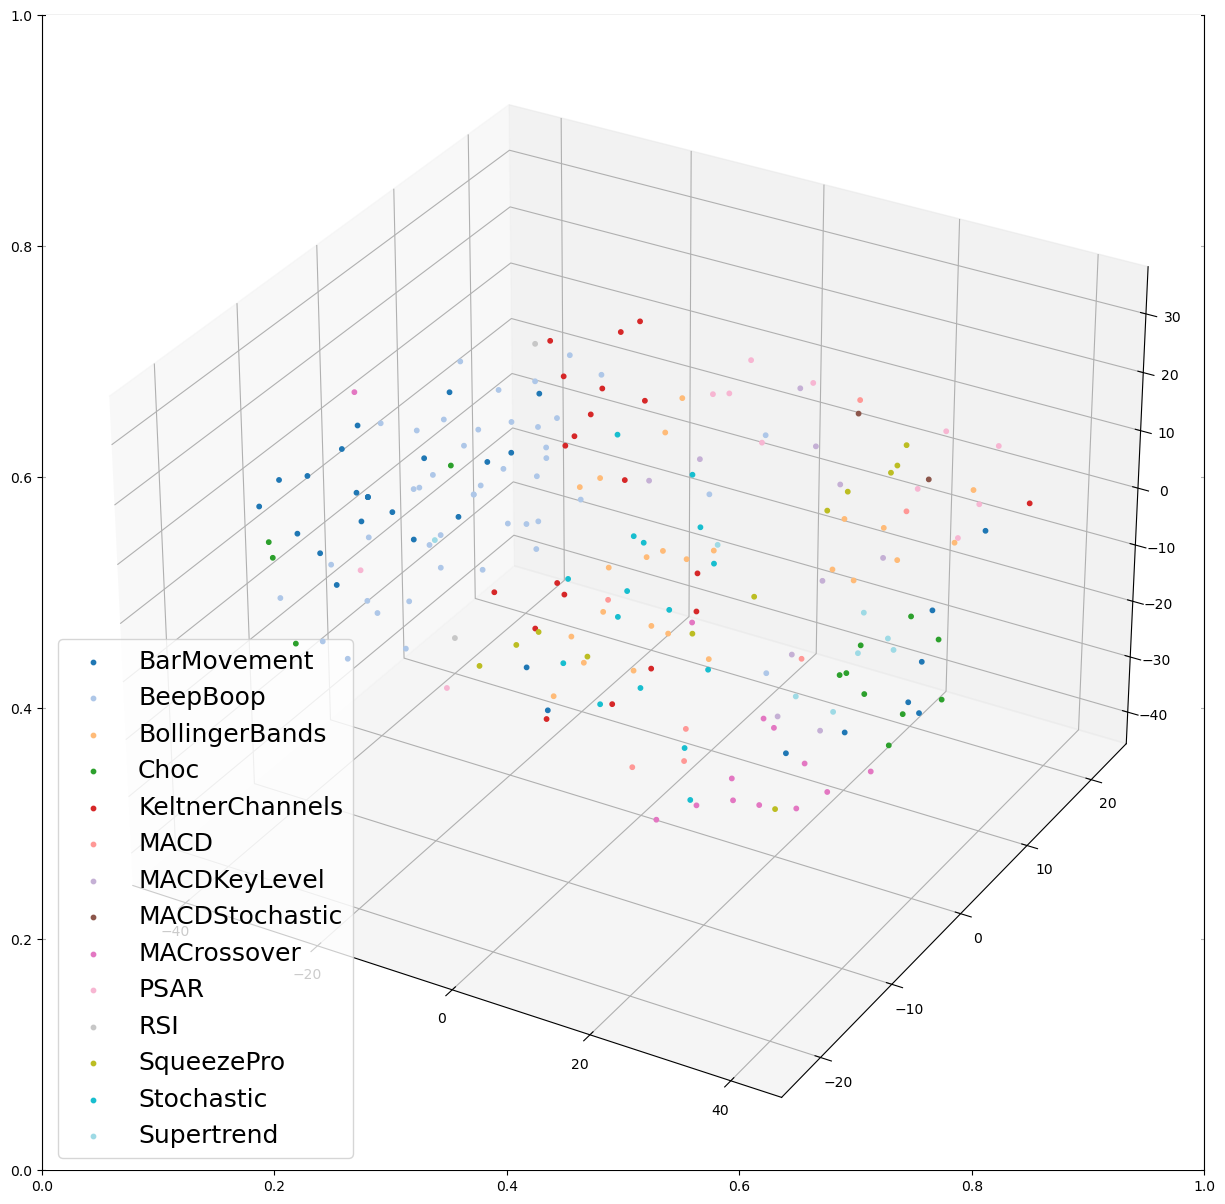 1.0
0.8
0.6
0.4
0.2
0.0
0.0
0.2
0.4
0.6
0.8
1.0
30
20
10
0
−10
−20
−30
−40
20
10
0
−10
−20
−40
−20
0
20
40
BarMovement
BeepBoop
BollingerBands
Choc
KeltnerChannels
MACD
MACDKeyLevel
MACDStochastic
MACrossover
PSAR
RSI
SqueezePro
Stochastic
Supertrend